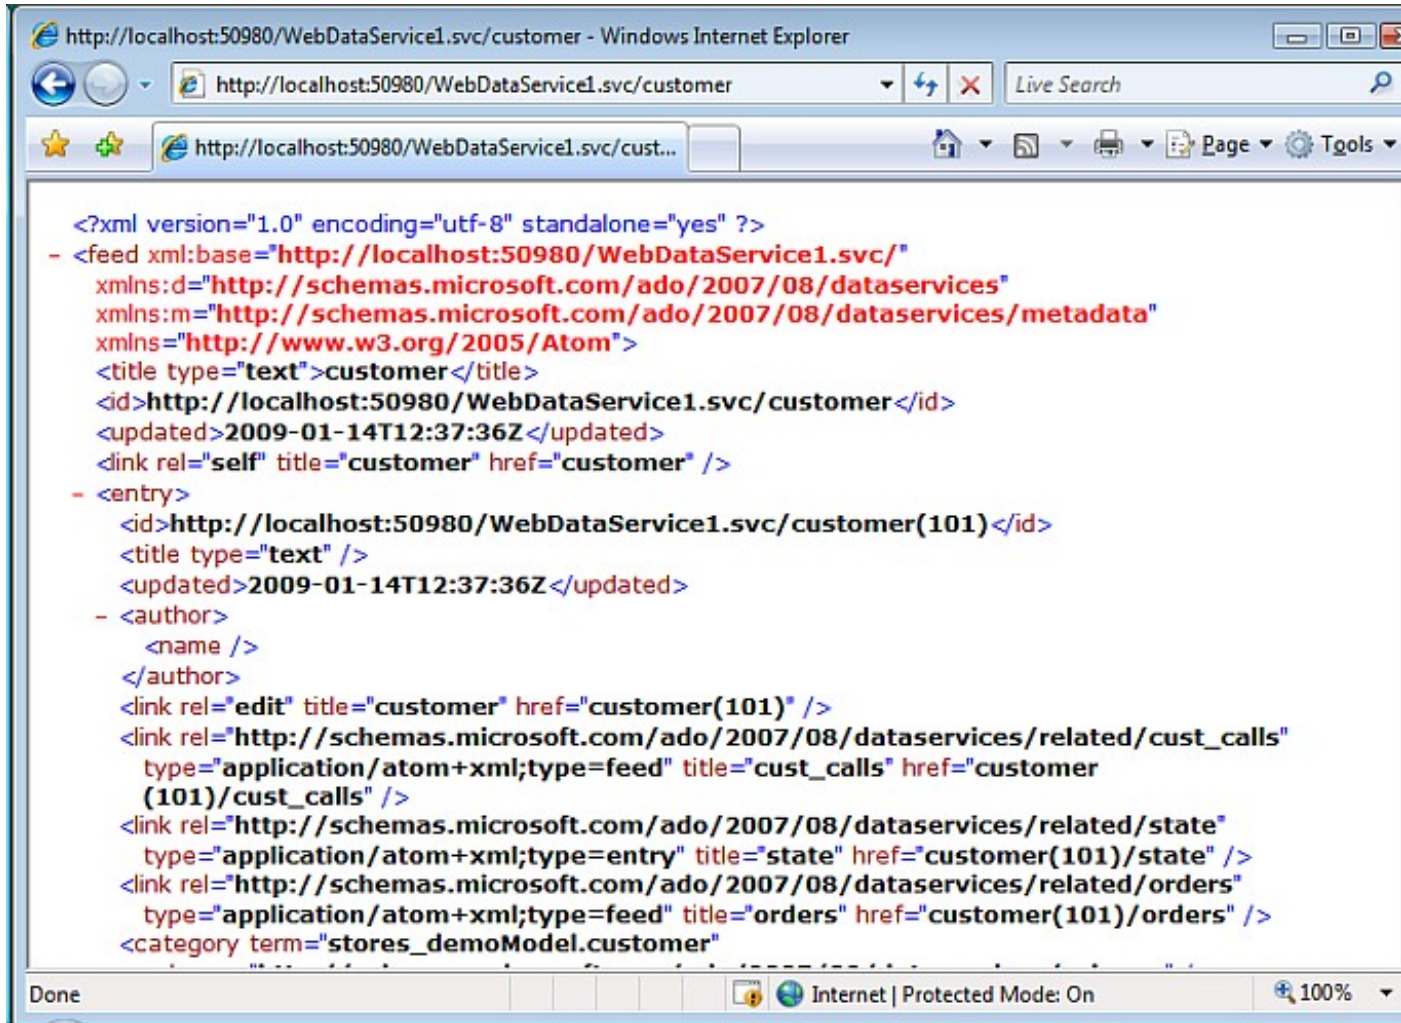 http://localhost:50980/WebDataService1.svc/customer - Windows Internet Explorer
http://localhost:50980/WebDataService1.svc/customer
Live Search
http://localhost:50980/WebDataService1.svc/cust...
Page
Tools
<?xml version="1.0" encoding="utf-8" standalone="yes" ?>
- <feed xml:base="http://localhost:50980/WebDataService1.svc/"
xmlns:d="http://schemas.microsoft.com/ado/2007/08/dataservices"
xmlns:m="http://schemas.microsoft.com/ado/2007/08/dataservices/metadata"
xmlns="http://www.w3.org/2005/Atom">
<title type="text">customer</title>
<id>http://localhost:50980/WebDataService1.svc/customer</id>
<updated>2009-01-14T12:37:36Z</updated>
<link rel="self" title="customer" href="customer" />
- <entry>
<id>http://localhost:50980/WebDataService1.svc/customer(101)</id>
<title type="text" />
<updated>2009-01-14T12:37:36Z</updated>
- <author>
<name />
</author>
<link rel="edit" title="customer" href="customer(101)" />
<link rel="http://schemas.microsoft.com/ado/2007/08/dataservices/related/cust_calls"
type="application/atom+xml;type=feed" title="cust_calls" href="customer
(101)/cust_calls" />
<link rel="http://schemas.microsoft.com/ado/2007/08/dataservices/related/state"
type="application/atom+xml;type=entry" title="state" href="customer(101)/state" />
<link rel="http://schemas.microsoft.com/ado/2007/08/dataservices/related/orders"
type="application/atom+xml;type=feed" title="orders" href="customer(101)/orders" />
<category term="stores_demoModel.customer"
Done
Internet | Protected Mode: On
100%